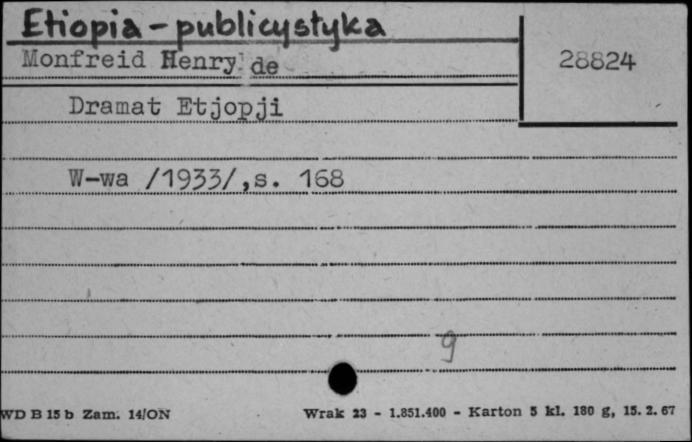 Etiopia - publicystyka
Monfreid Henry de
28824
Dramat Etjopji
W-wa /1933/,s. 168
9
WD B 15 b Zam. 14/ON
Wrak 23 - 1.851.400 - Karton 5 kl. 180 g, 15. 2. 67